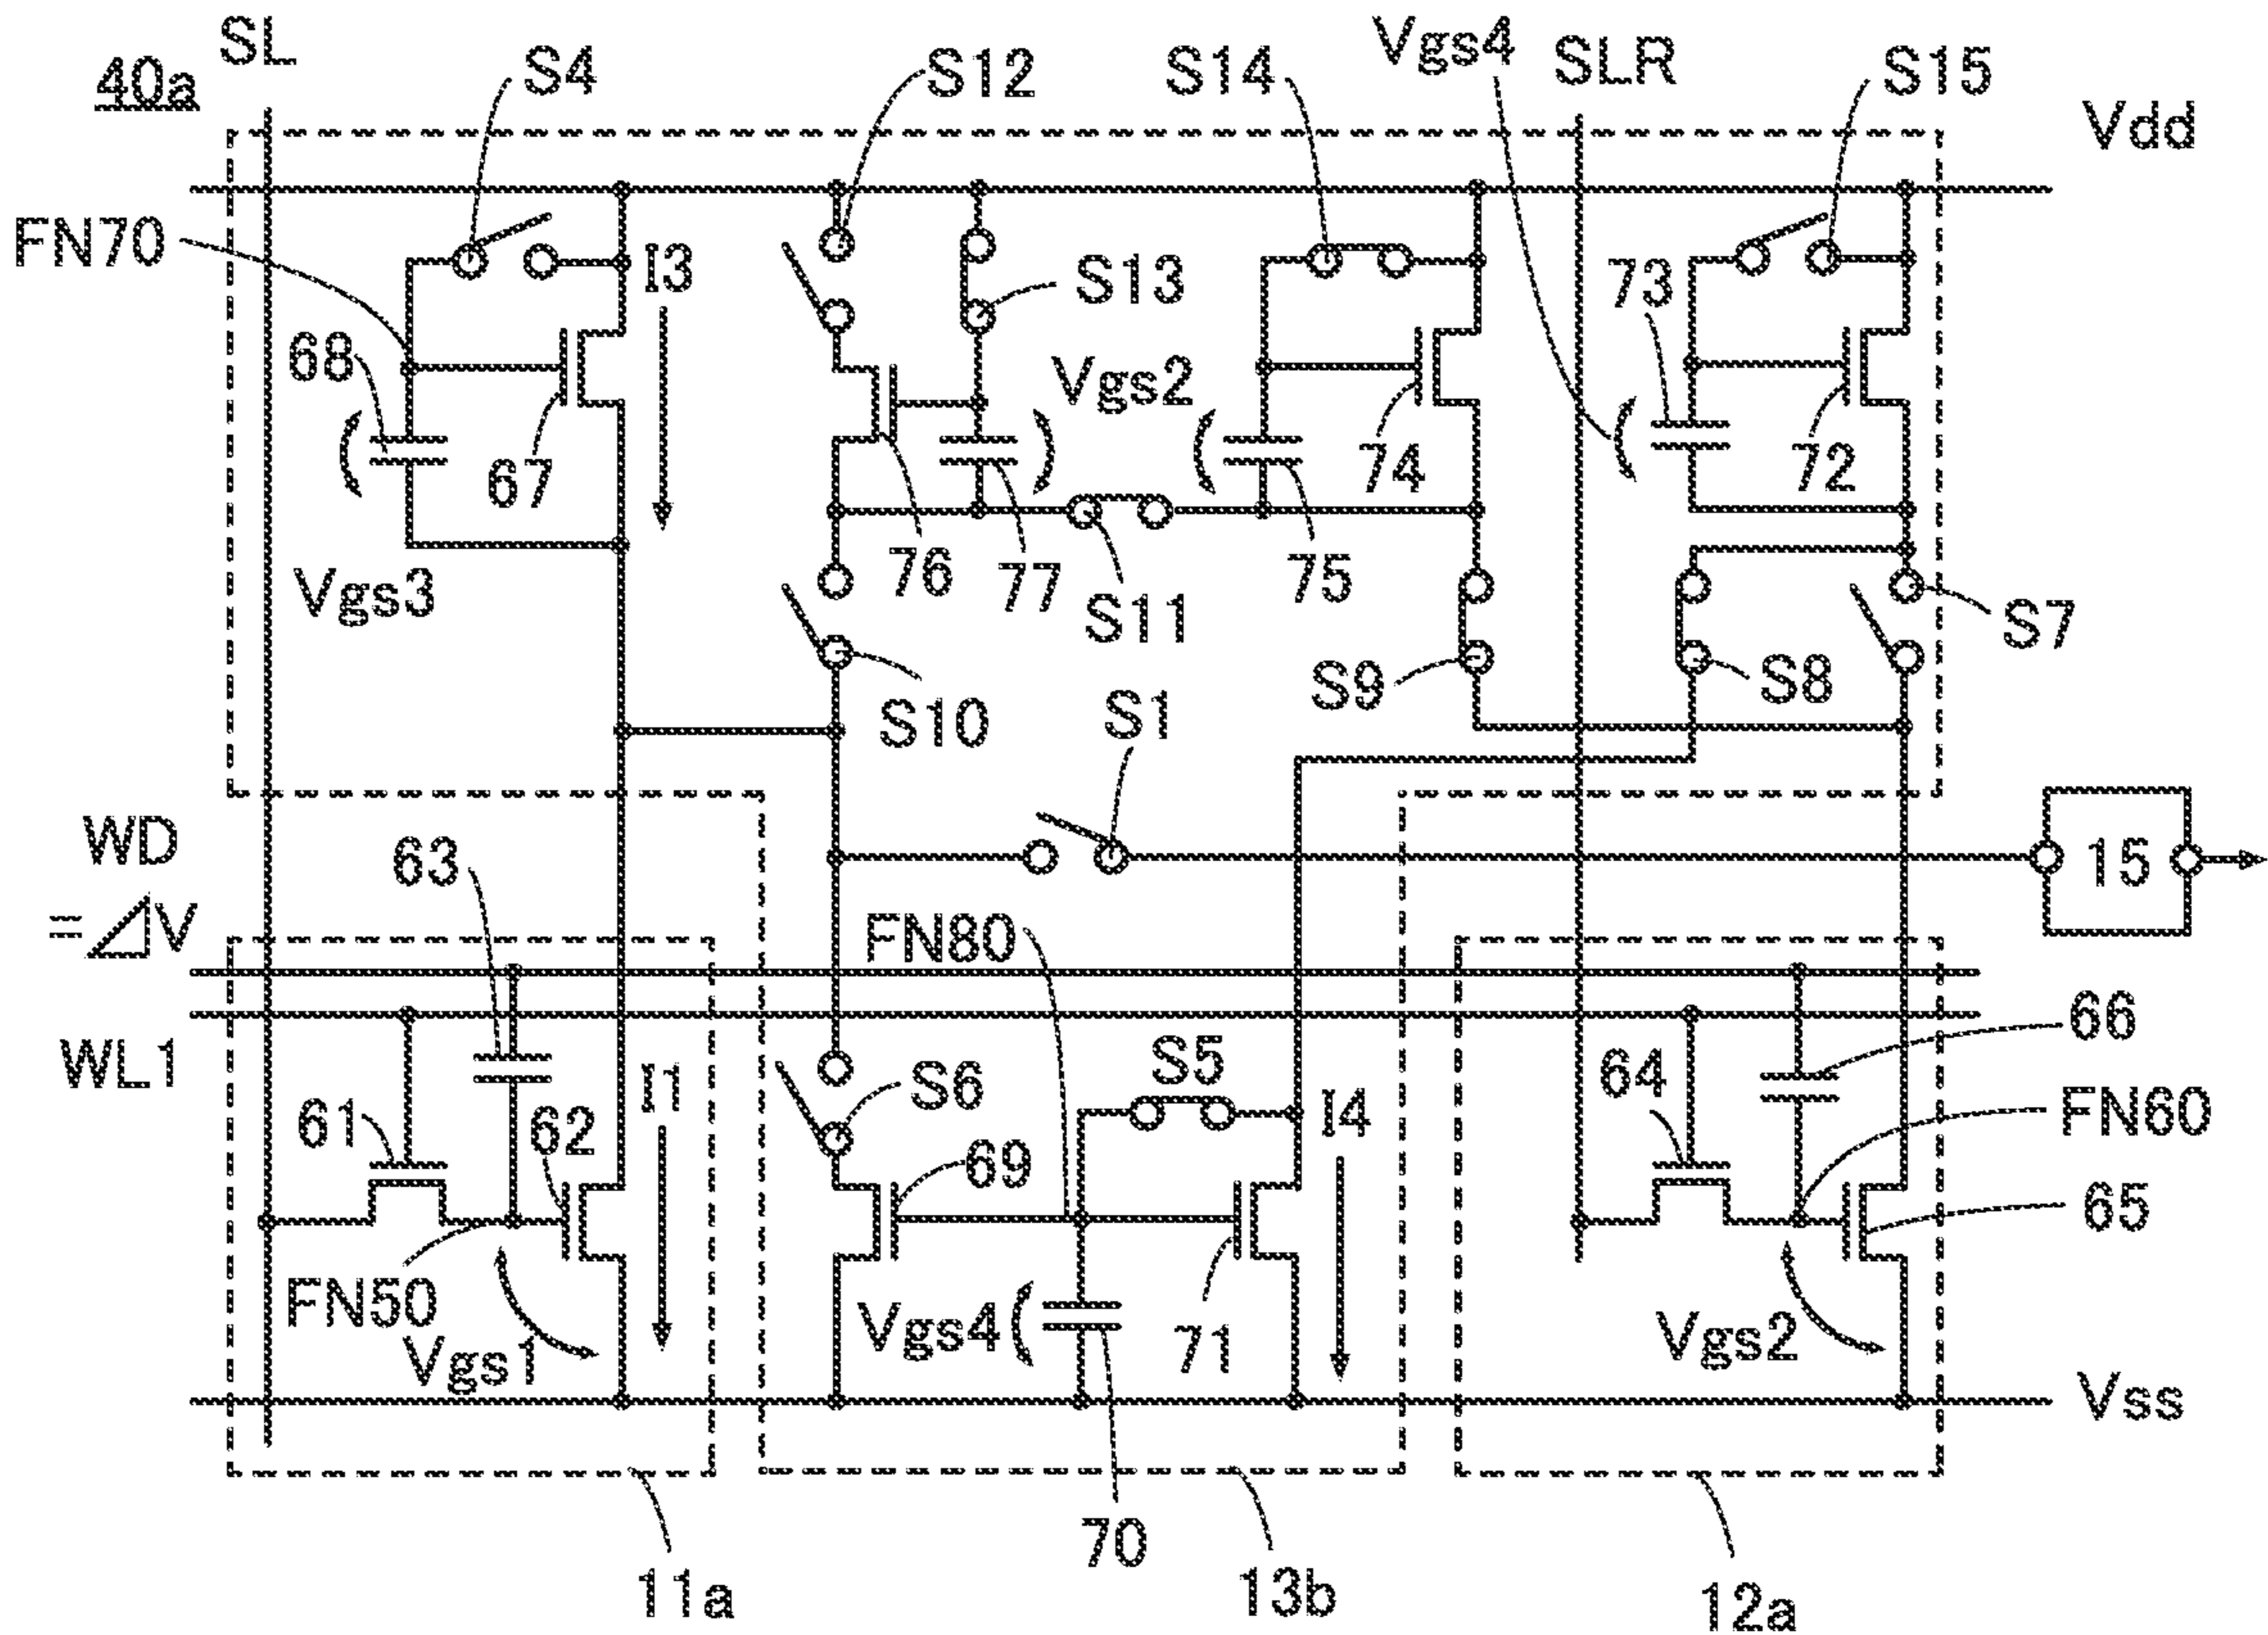 40a
SL
S4
S12
S14
Vgs4
SLR
S15
Vdd
FN70
I3
S13
73
68
Vgs2
67
74
72
76
77
75
Vgs3
S11
S7
S9
S8
S10
S1
WD
63
15
=⊿V
FN80
66
WL1
I1
S6
S5
64
61
62
I4
FN60
69
65
FN50
Vgs1
Vgs4
71
Vgs2
Vss
70
11a
13b
12a